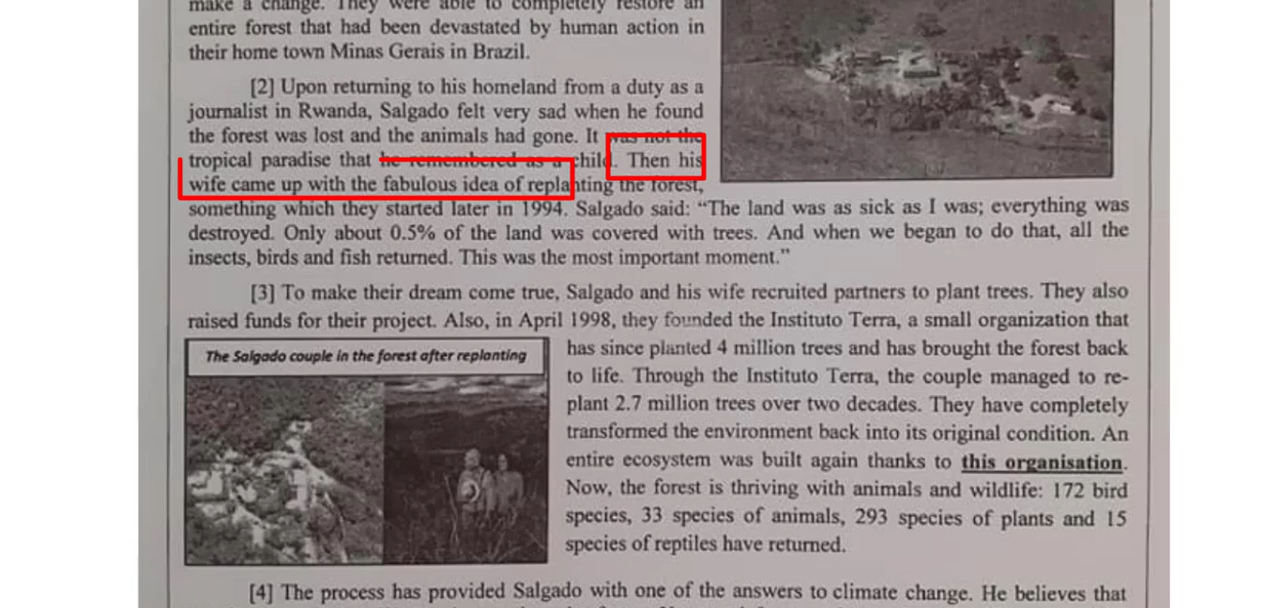 make a change. They were able to completely restore an
entire forest that had been devastated by human action in
their home town Minas Gerais in Brazil.
[2] Upon returning to his homeland from a duty as a
journalist in Rwanda, Salgado felt very sad when he found
the forest was lost and the animals had gone. It was not the
tropical paradise that he remembered as a child. Then his
wife came up with the fabulous idea of replanting the forest,
something which they started later in 1994. Salgado said: “The land was as sick as I was; everything was
destroyed. Only about 0.5% of the land was covered with trees. And when we began to do that, all the
insects, birds and fish returned. This was the most important moment.”
[3] To make their dream come true, Salgado and his wife recruited partners to plant trees. They also
raised funds for their project. Also, in April 1998, they founded the Instituto Terra, a small organization that
The Salgado couple in the forest after replanting
has since planted 4 million trees and has brought the forest back
to life. Through the Instituto Terra, the couple managed to re-
plant 2.7 million trees over two decades. They have completely
transformed the environment back into its original condition. An
entire ecosystem was built again thanks to this organisation.
Now, the forest is thriving with animals and wildlife: 172 bird
species, 33 species of animals, 293 species of plants and 15
species of reptiles have returned.
[4] The process has provided Salgado with one of the answers to climate change. He believes that